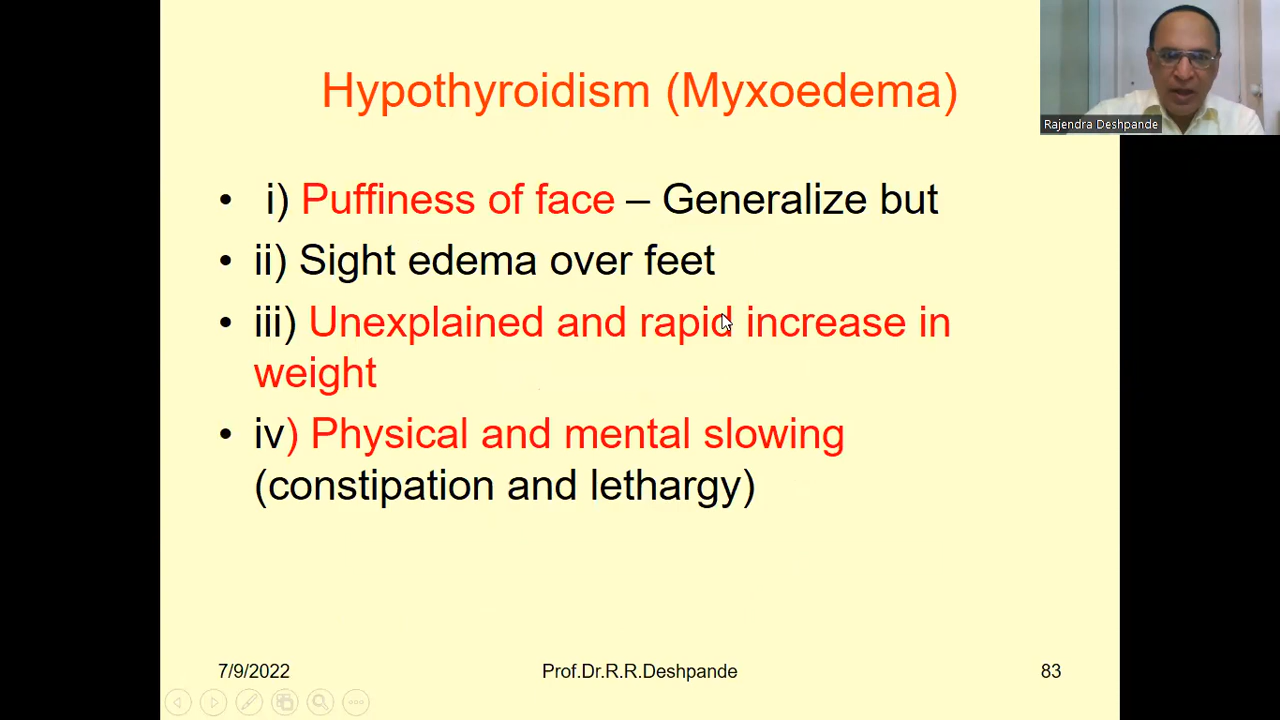 Hypothyroidism (Myxoedema)
Rajendra Deshpande
• i) Puffiness of face – Generalize but
• ii) Sight edema over feet
• iii) Unexplained and rapid increase in
weight
• iv) Physical and mental slowing
(constipation and lethargy)
7/9/2022 Prof.Dr.R.R.Deshpande 83